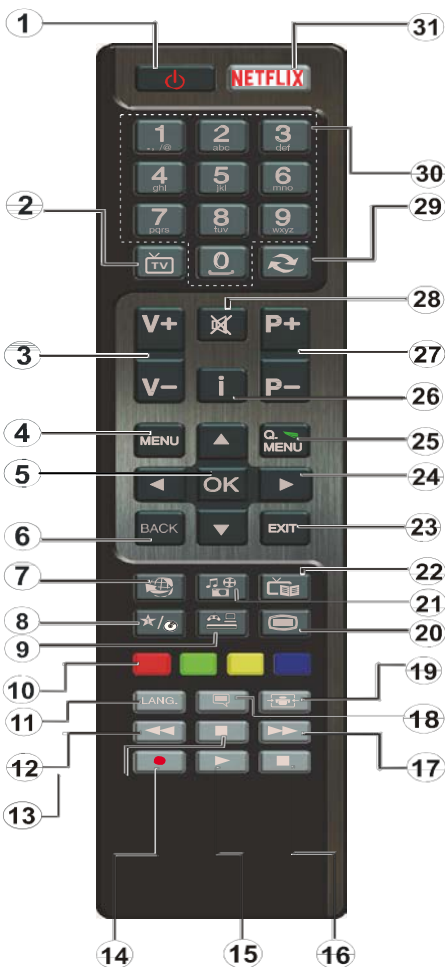 1
31
NETFLIX
1 2 3
., /@ abc def
30
4 5 6
ghi jkl mno
7 8 9
pqrs tuv wxyz
2
29
TV
0
28
V+ P+
3
27
V- i P-
26
4
MENU
Q.
MENU
25
5
OK
24
6
BACK
EXIT
23
7
22
8
21
9
20
10
19
11
LANG.
18
12
17
13
14
15
16